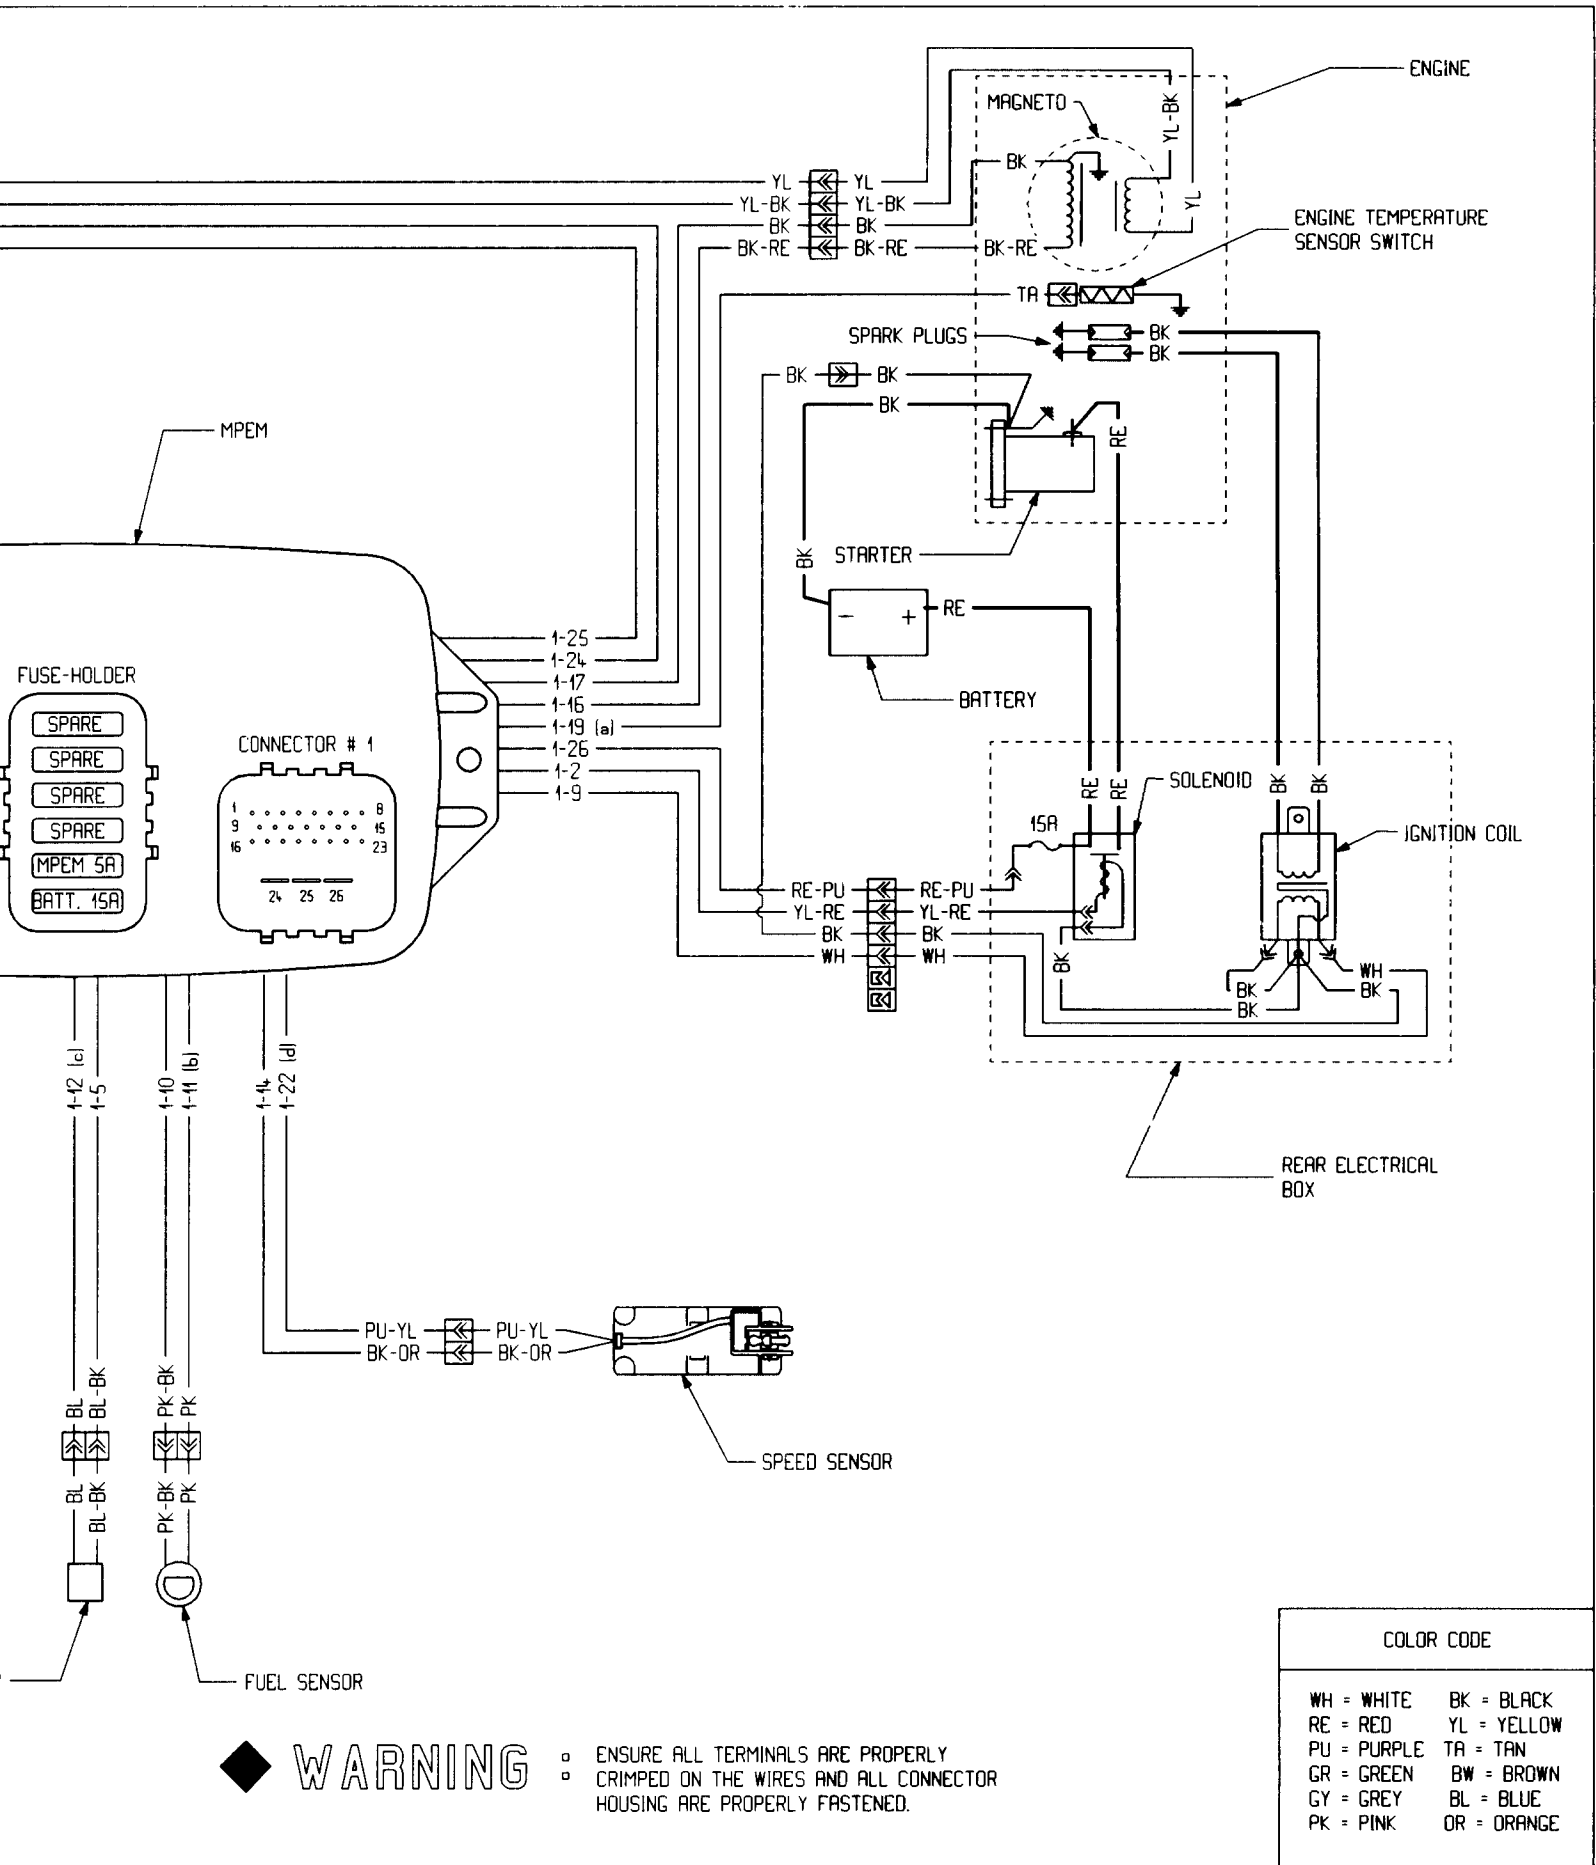 ENGINE
MAGNETO
YL-BK
BK
YL
YL YL
YL-BK YL-BK
BK BK
BK-RE BK-RE BK-RE
ENGINE TEMPERATURE
SENSOR SWITCH
TA
SPARK PLUGS
BK
BK
BK BK
BK
RE
MPEM
BK
STARTER
- + RE
BATTERY
1-25
1-24
1-17
1-16
1-19 (a)
1-26
1-2
1-9
FUSE-HOLDER
SPARE
SPARE
SPARE
SPARE
MPEM 5A
BATT. 15A
CONNECTOR # 1
1 8
9 15
16 23
24 25 26
RE RE
SOLENOID
BK BK
15A
IGNITION COIL
RE-PU RE-PU
YL-RE YL-RE
BK BK
WH WH
BK
WH
BK BK
BK
1-12 (c)
1-5
1-10
1-11 (b)
1-14
1-22 (d)
REAR ELECTRICAL
BOX
PU-YL PU-YL
BK-OR BK-OR
SPEED SENSOR
BL
BL-BK
PK-BK
PK
BL
BL-BK
PK-BK
PK
FUEL SENSOR
COLOR CODE
WH = WHITE BK = BLACK
RE = RED YL = YELLOW
PU = PURPLE TA = TAN
GR = GREEN BW = BROWN
GY = GREY BL = BLUE
PK = PINK OR = ORANGE
WARNING : ENSURE ALL TERMINALS ARE PROPERLY
CRIMPED ON THE WIRES AND ALL CONNECTOR
HOUSING ARE PROPERLY FASTENED.